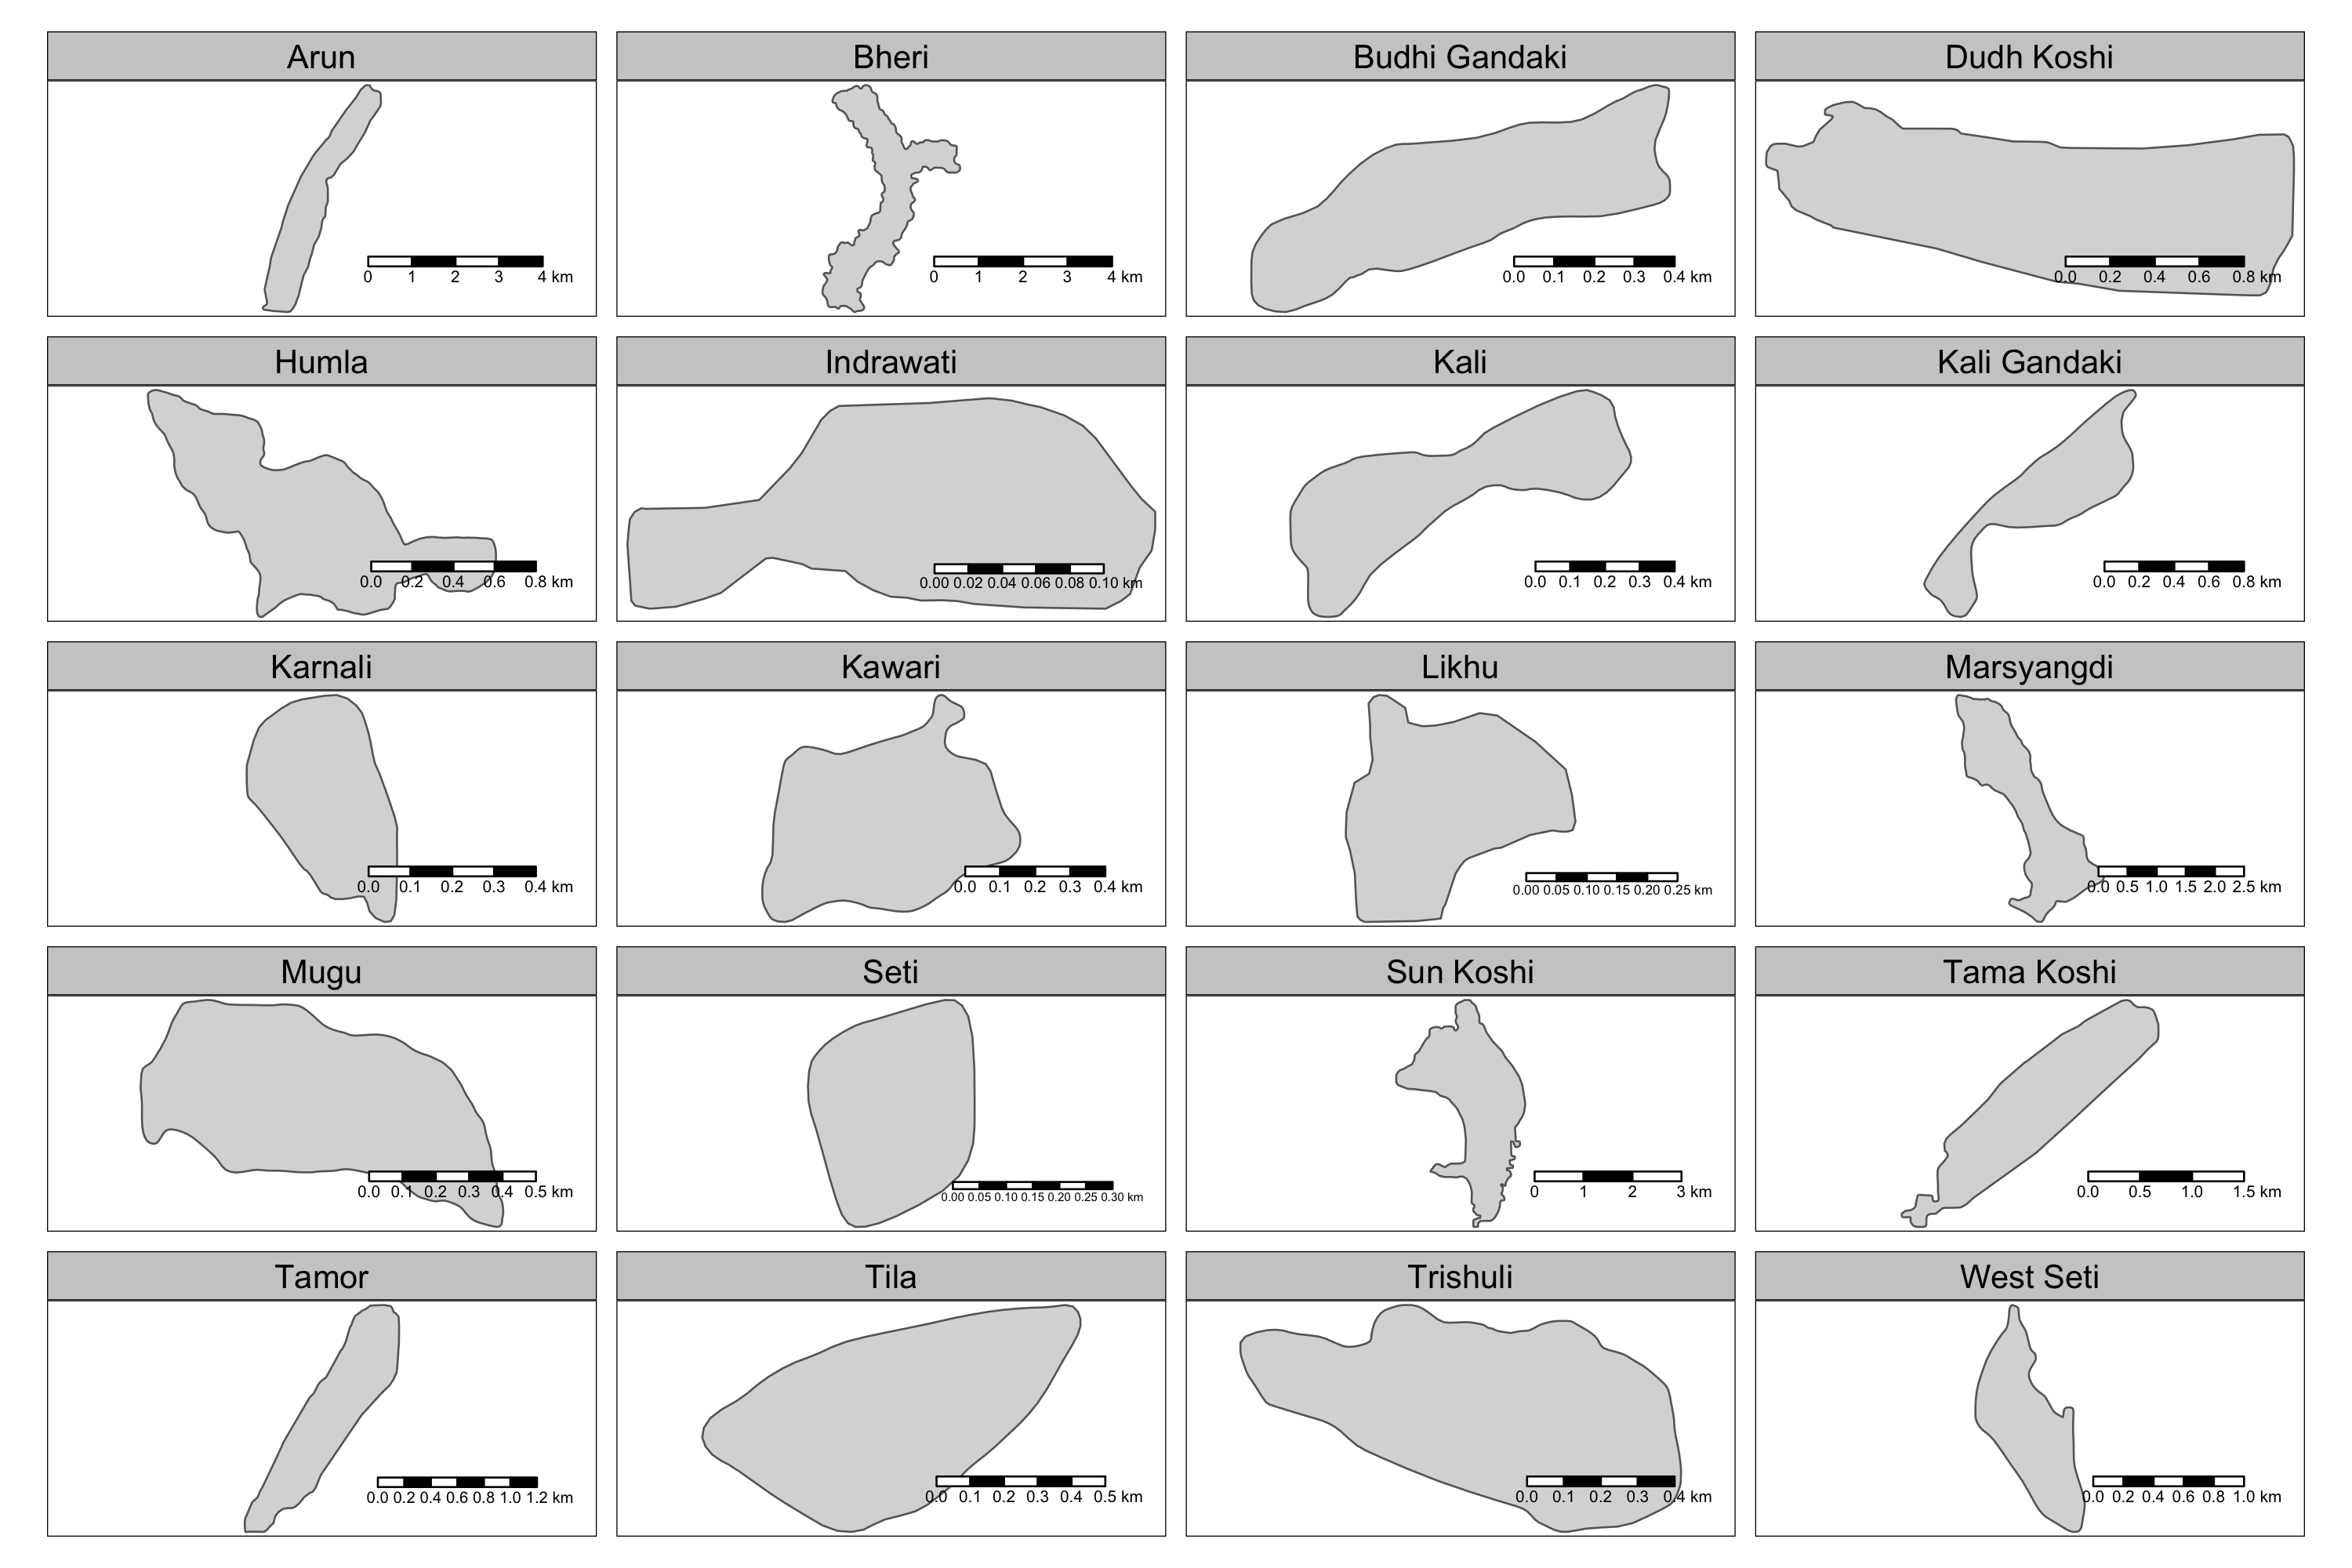 Arun Bheri Budhi Gandaki Dudh Koshi
0 1 2 3 4 km 0 1 2 3 4 km 0.0 0.1 0.2 0.3 0.4 km 0.0 0.2 0.4 0.6 0.8 km
Humla Indrawati Kali Kali Gandaki
0.0 0.2 0.4 0.6 0.8 km 0.00 0.02 0.04 0.06 0.08 0.10 km 0.0 0.1 0.2 0.3 0.4 km 0.0 0.2 0.4 0.6 0.8 km
Karnali Kawari Likhu Marsyangdi
0.0 0.1 0.2 0.3 0.4 km 0.0 0.1 0.2 0.3 0.4 km 0.00 0.05 0.10 0.15 0.20 0.25 km 0.0 0.5 1.0 1.5 2.0 2.5 km
Mugu Seti Sun Koshi Tama Koshi
0.0 0.1 0.2 0.3 0.4 0.5 km 0.00 0.05 0.10 0.15 0.20 0.25 0.30 km 0 1 2 3 km 0.0 0.5 1.0 1.5 km
Tamor Tila Trishuli West Seti
0.0 0.2 0.4 0.6 0.8 1.0 1.2 km 0.0 0.1 0.2 0.3 0.4 0.5 km 0.0 0.1 0.2 0.3 0.4 km 0.0 0.2 0.4 0.6 0.8 1.0 km